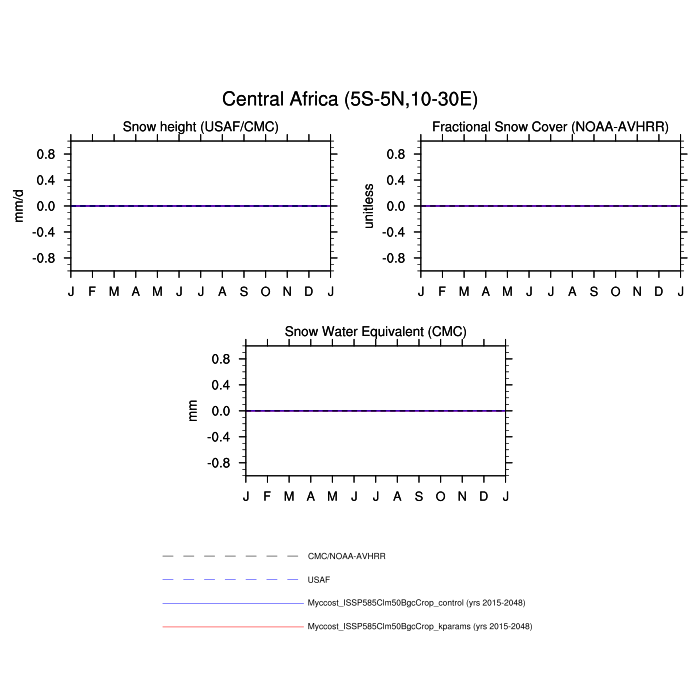 Central Africa (5S-5N,10-30E)
Snow height (USAF/CMC)
mm/d
0.8
0.4
0.0
-0.4
-0.8
J F M A M J J A S O N D J
Fractional Snow Cover (NOAA-AVHRR)
unitless
0.8
0.4
0.0
-0.4
-0.8
J F M A M J J A S O N D J
Snow Water Equivalent (CMC)
mm
0.8
0.4
0.0
-0.4
-0.8
J F M A M J J A S O N D J
CMC/NOAA-AVHRR
USAF
Myccost_ISSP585Clm50BgcCrop_control (yrs 2015-2048)
Myccost_ISSP585Clm50BgcCrop_kparams (yrs 2015-2048)